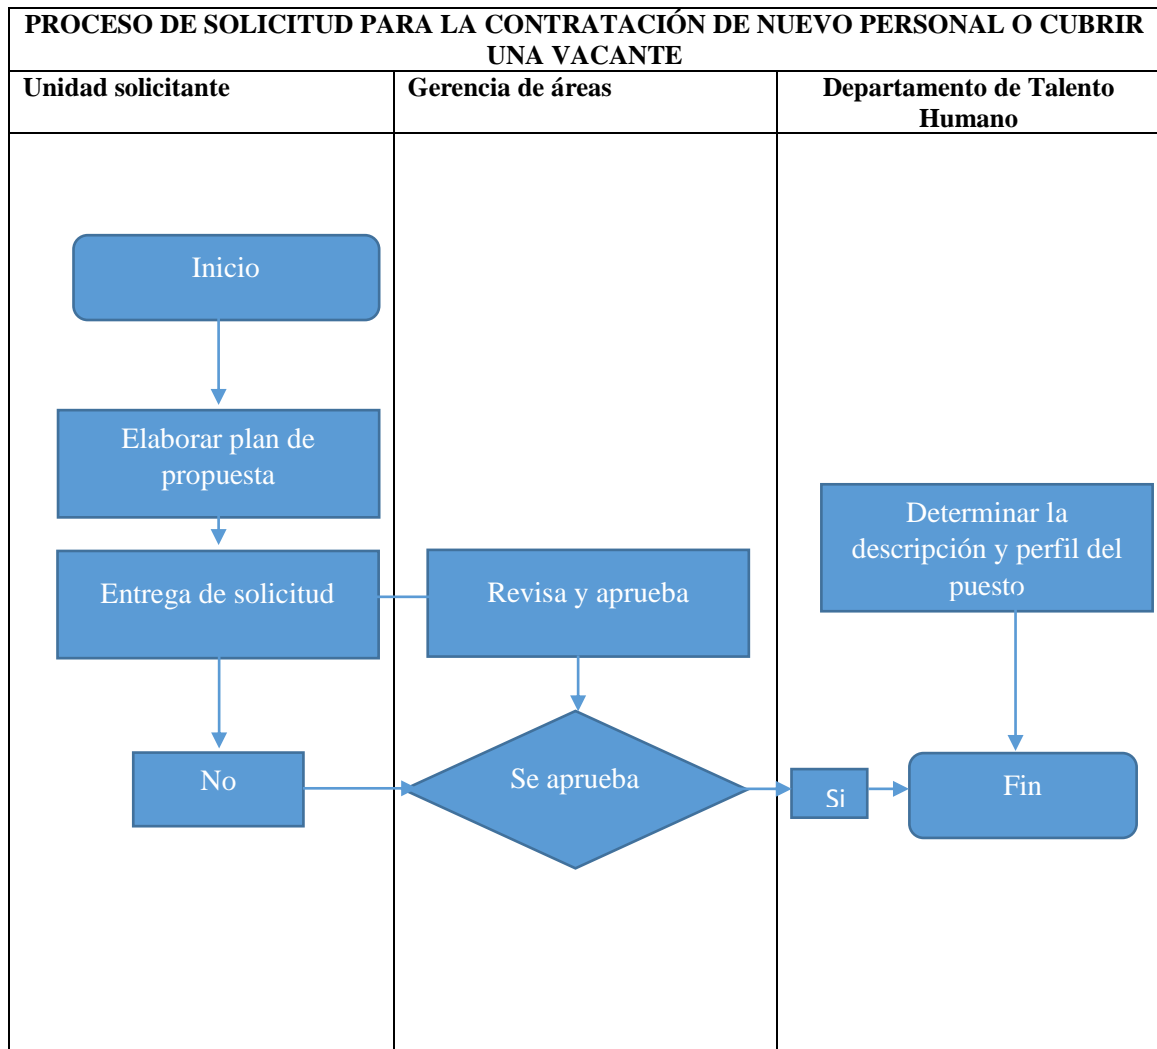 PROCESO DE SOLICITUD PARA LA CONTRATACIÓN DE NUEVO PERSONAL O CUBRIR
UNA VACANTE
Unidad solicitante
Gerencia de áreas
Departamento de Talento
Humano
Inicio
Elaborar plan de
propuesta
Entrega de solicitud
Revisa y aprueba
Determinar la
descripción y perfil del
puesto
No
Se aprueba
Si
Fin